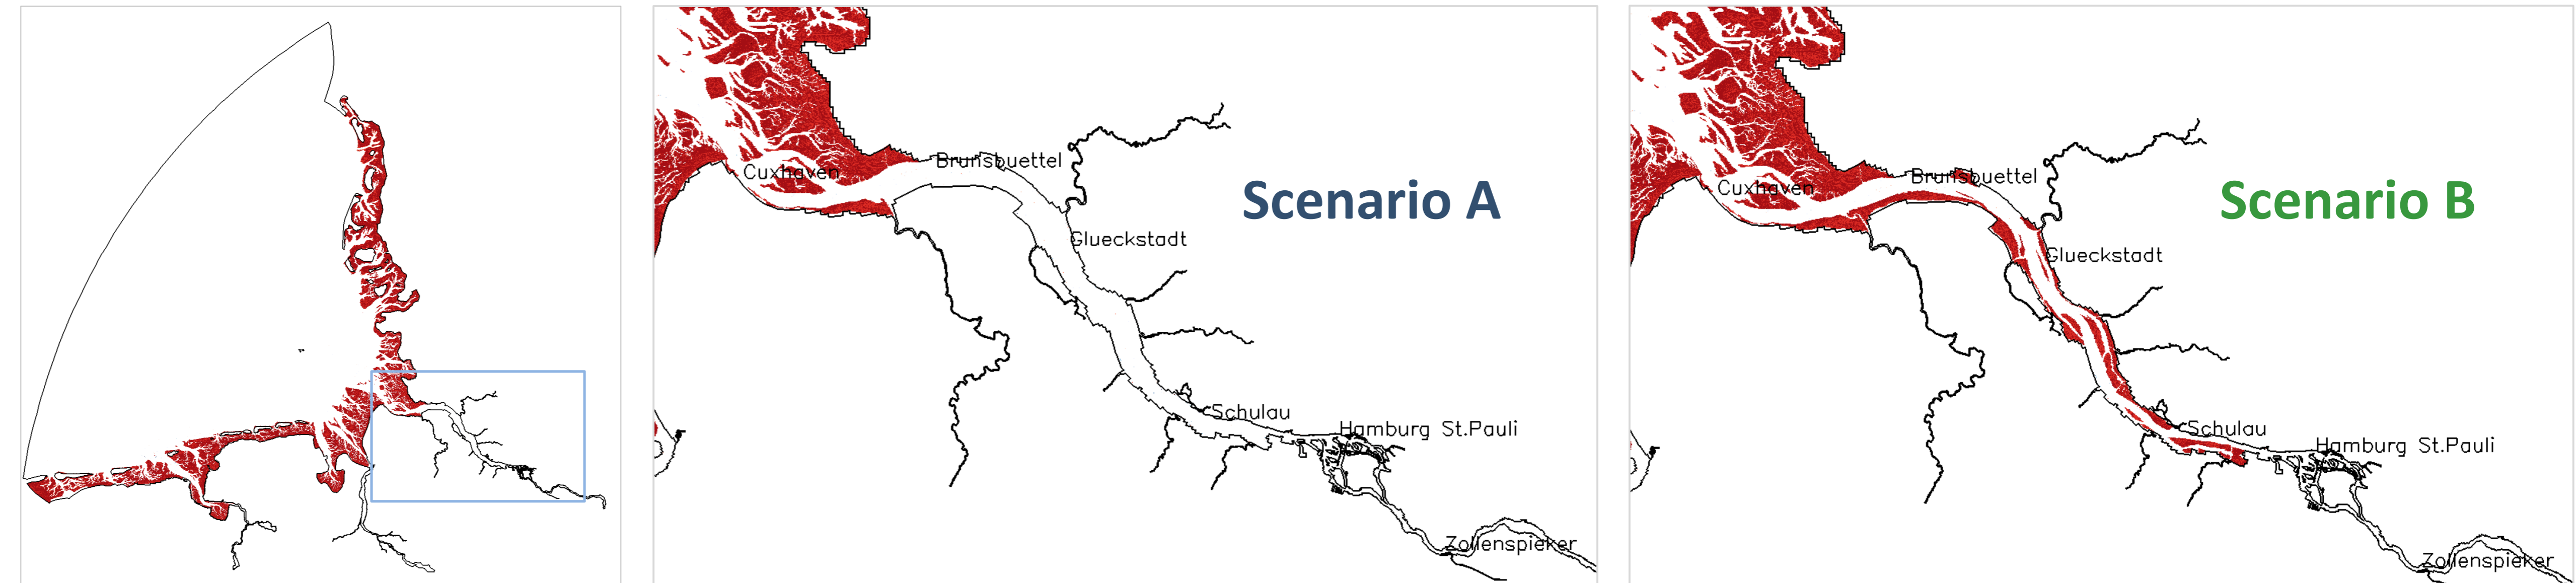 Brunsbuettel
Cuxhaven
Scenario A
Glueckstadt
Schulau
Hamburg St.Pauli
Zollenspieker
Brunsbuettel
Cuxhaven
Scenario B
Glueckstadt
Schulau
Hamburg St.Pauli
Zollenspieker